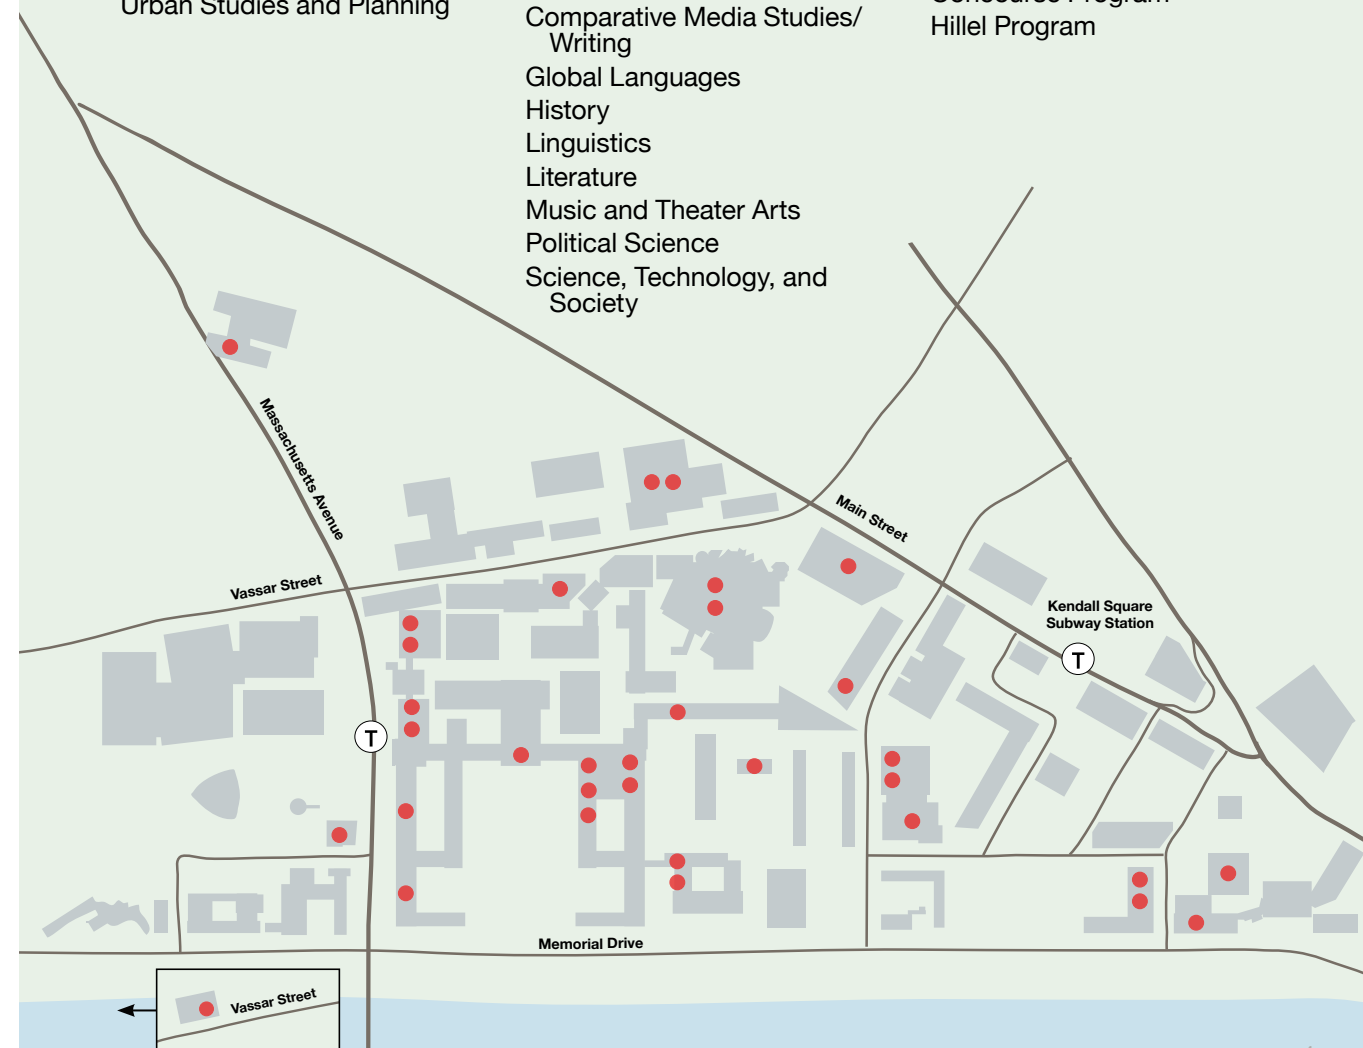 Urban Studies and Planning
Comparative Media Studies/
Writing
Global Languages
History
Linguistics
Literature
Music and Theater Arts
Political Science
Science, Technology, and
Society
Concourse Program
Hillel Program
Massachusetts Avenue
Main Street
Vassar Street
Kendall Square
Subway Station
T
T
Memorial Drive
Vassar Street